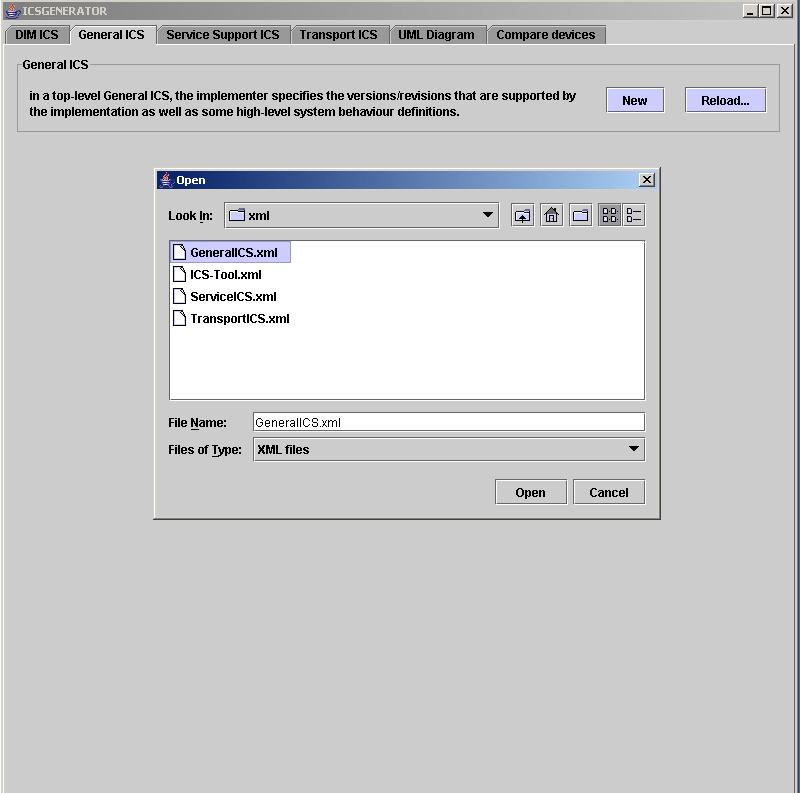 ICSGENERATOR
DIM ICS General ICS Service Support ICS Transport ICS UML Diagram Compare devices
General ICS
in a top-level General ICS, the implementer specifies the versions/revisions that are supported by
the implementation as well as some high-level system behaviour definitions.
New Reload...
Open
Look In: xml
GeneralICS.xml
ICS-Tool.xml
ServiceICS.xml
TransportICS.xml
File Name: GeneralICS.xml
Files of Type: XML files
Open Cancel